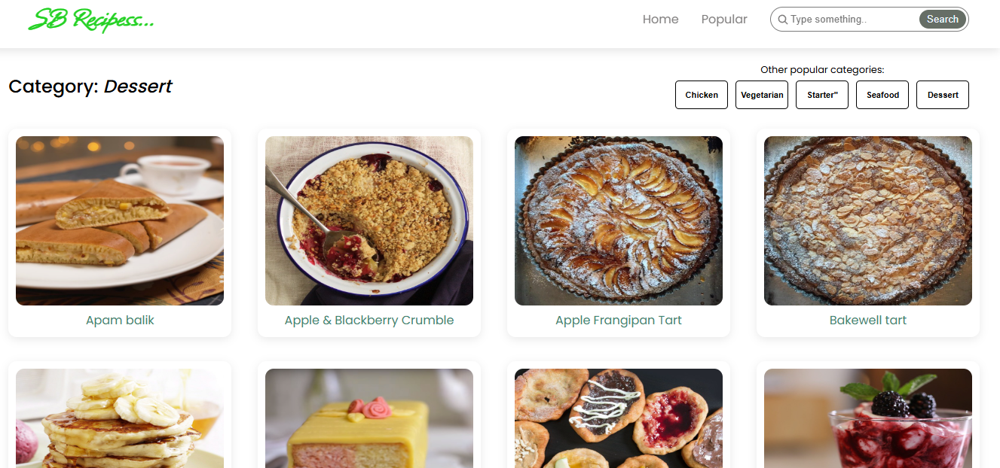 SB Recipess...
Home
Popular
Type something..
Search
Other popular categories:
Category: Dessert
Chicken
Vegetarian
Starter"
Seafood
Dessert
Apam balik
Apple & Blackberry Crumble
Apple Frangipan Tart
Bakewell tart